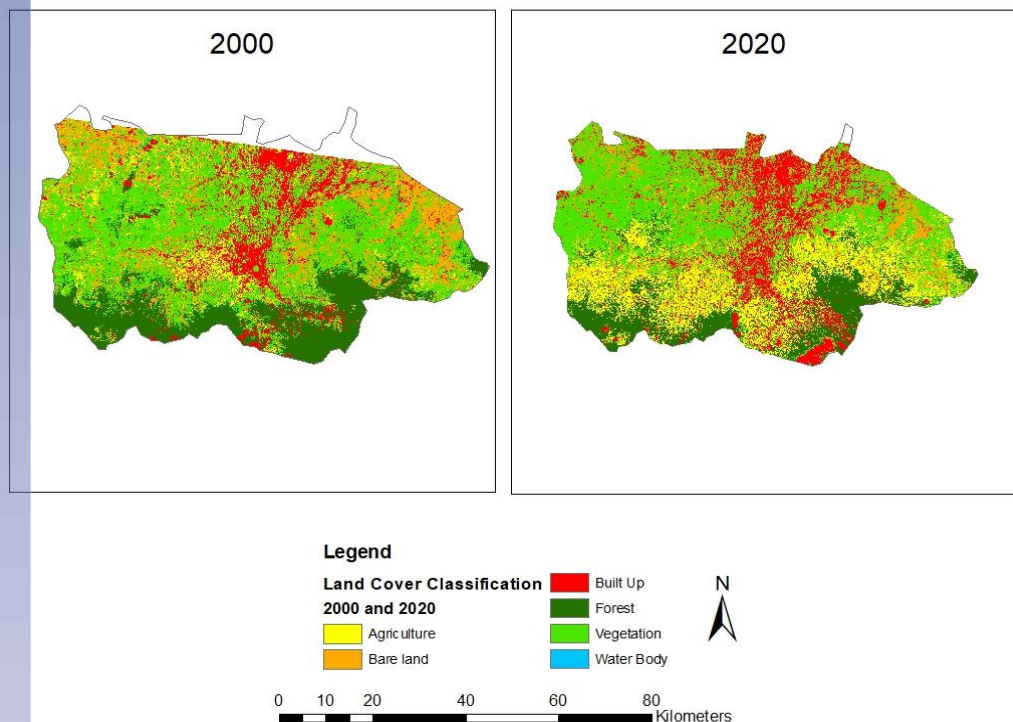 2000
2020
Legend
Land Cover Classification
2000 and 2020
Agriculture
Bare land
Built Up
Forest
Vegetation
Water Body
N
0 10 20 40 60 80
Kilometers